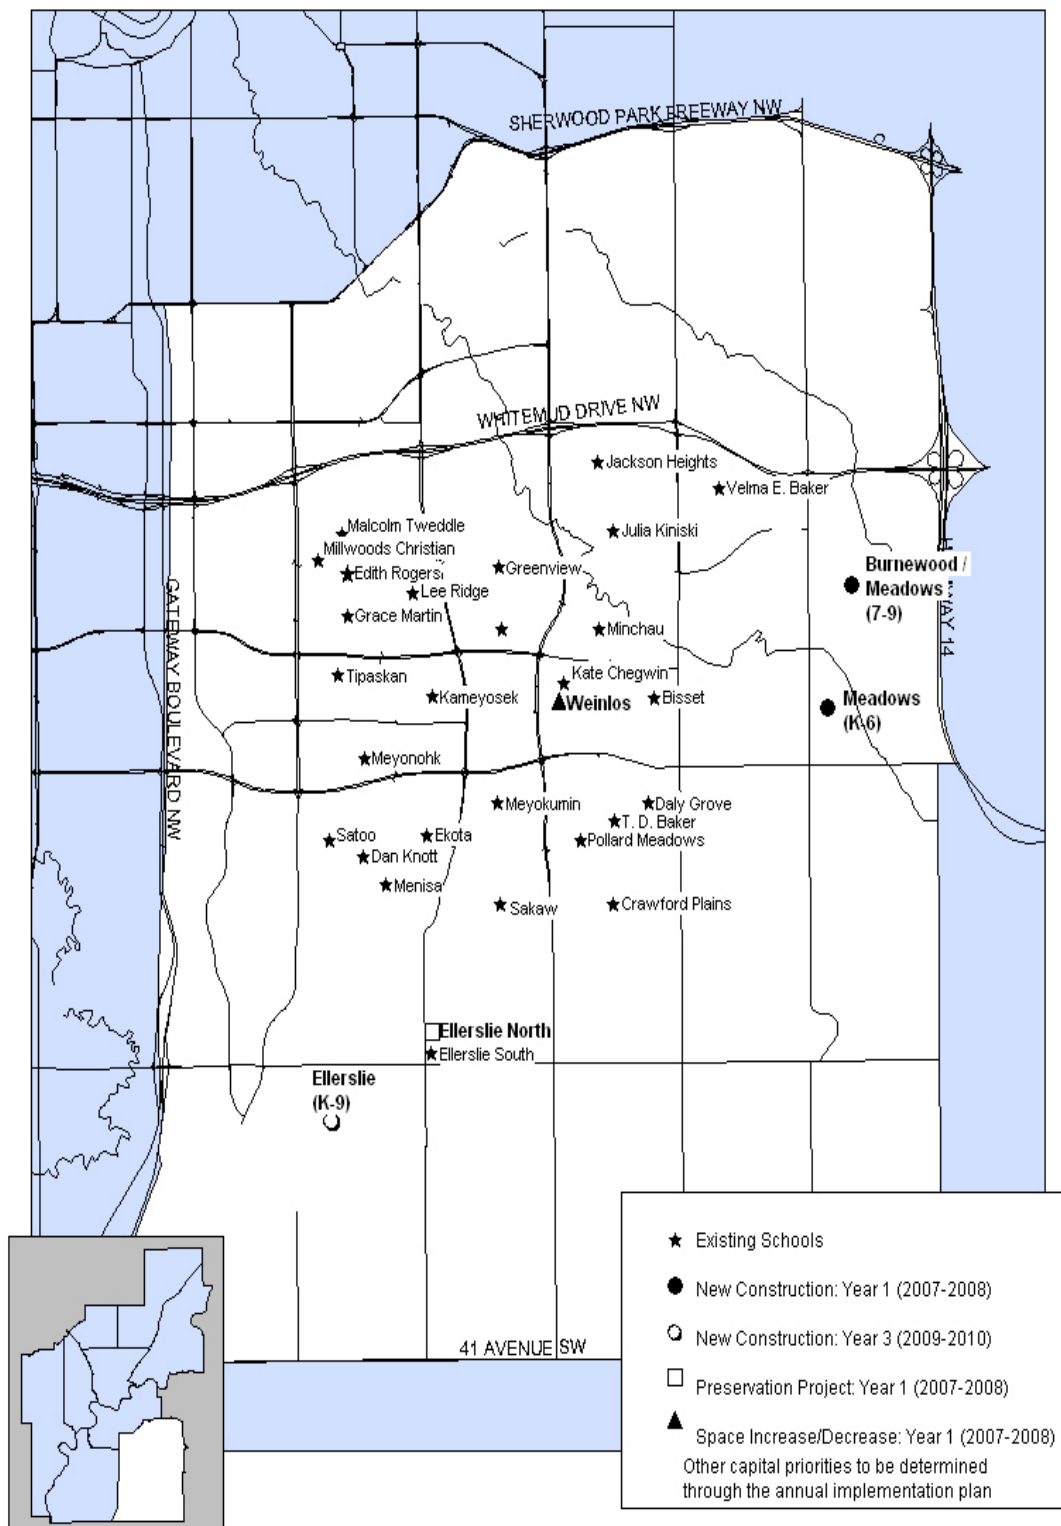 SHERWOOD PARK FREEWAY NW
WHITEMUD DRIVE NW
Jackson Heights
Velma E. Baker
Malcolm Tweddle
Julia Kiniski
Millwoods Christian
Greenview
Edith Rogers
Burnewood /
Meadows
(7-9)
Lee Ridge
Grace Martin
Minchau
GATEWAY BOULEVARD NW
WAY 14
Tipaskan
Kate Chegwin
Kameyosek
Weinlos
Bisset
Meadows
(K-6)
Meyonohk
Meyokumin
Daly Grove
T. D. Baker
Satoo
Ekota
Pollard Meadows
Dan Knott
Menisa
Sakaw
Crawford Plains
Ellerslie North
Ellerslie South
Ellerslie
(K-9)
41 AVENUE SW
Existing Schools
New Construction: Year 1 (2007-2008)
New Construction: Year 3 (2009-2010)
Preservation Project: Year 1 (2007-2008)
Space Increase/Decrease: Year 1 (2007-2008)
Other capital priorities to be determined
through the annual implementation plan